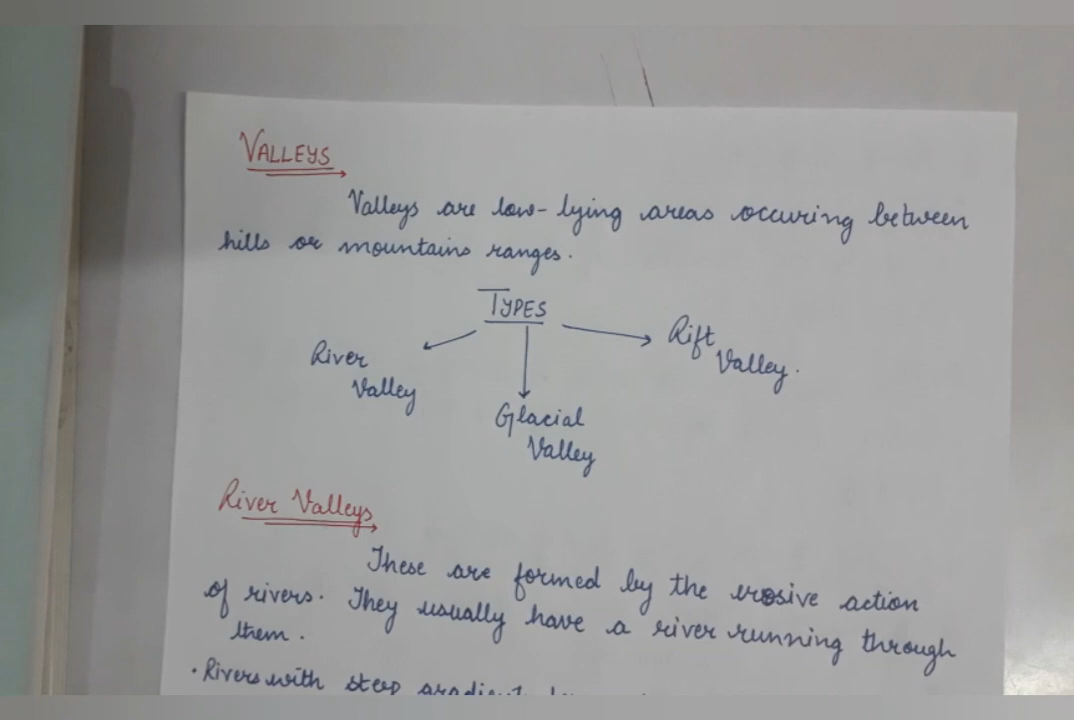 VALLEYS
Valleys are low-lying areas occuring between
hills or mountains ranges.
TYPES
River
Valley
Glacial
Valley
Rift
Valley.
River Valleys
These are formed by the erosive action
of rivers. They usually have a river running through
them.
• Rivers with steep gradient